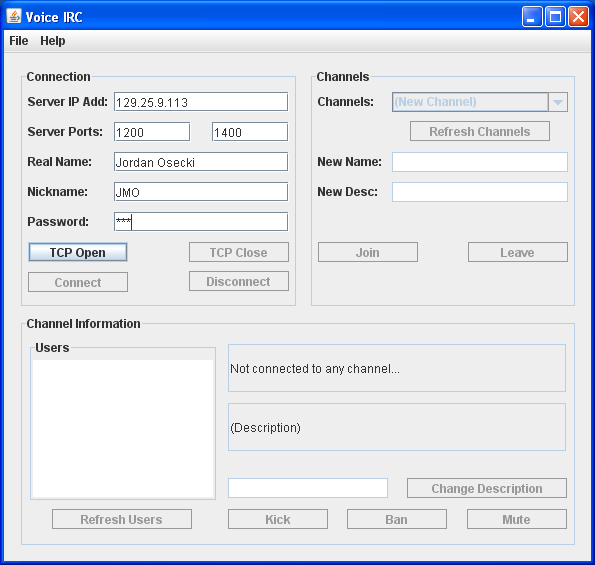 Voice IRC
File Help
Connection
Server IP Add: 129.25.9.113
Server Ports: 1200 1400
Real Name: Jordan Osecki
Nickname: JMO
Password: ***
TCP Open TCP Close
Connect Disconnect
Channels
Channels: (New Channel)
Refresh Channels
New Name:
New Desc:
Join Leave
Channel Information
Users
Not connected to any channel...
(Description)
Change Description
Refresh Users Kick Ban Mute